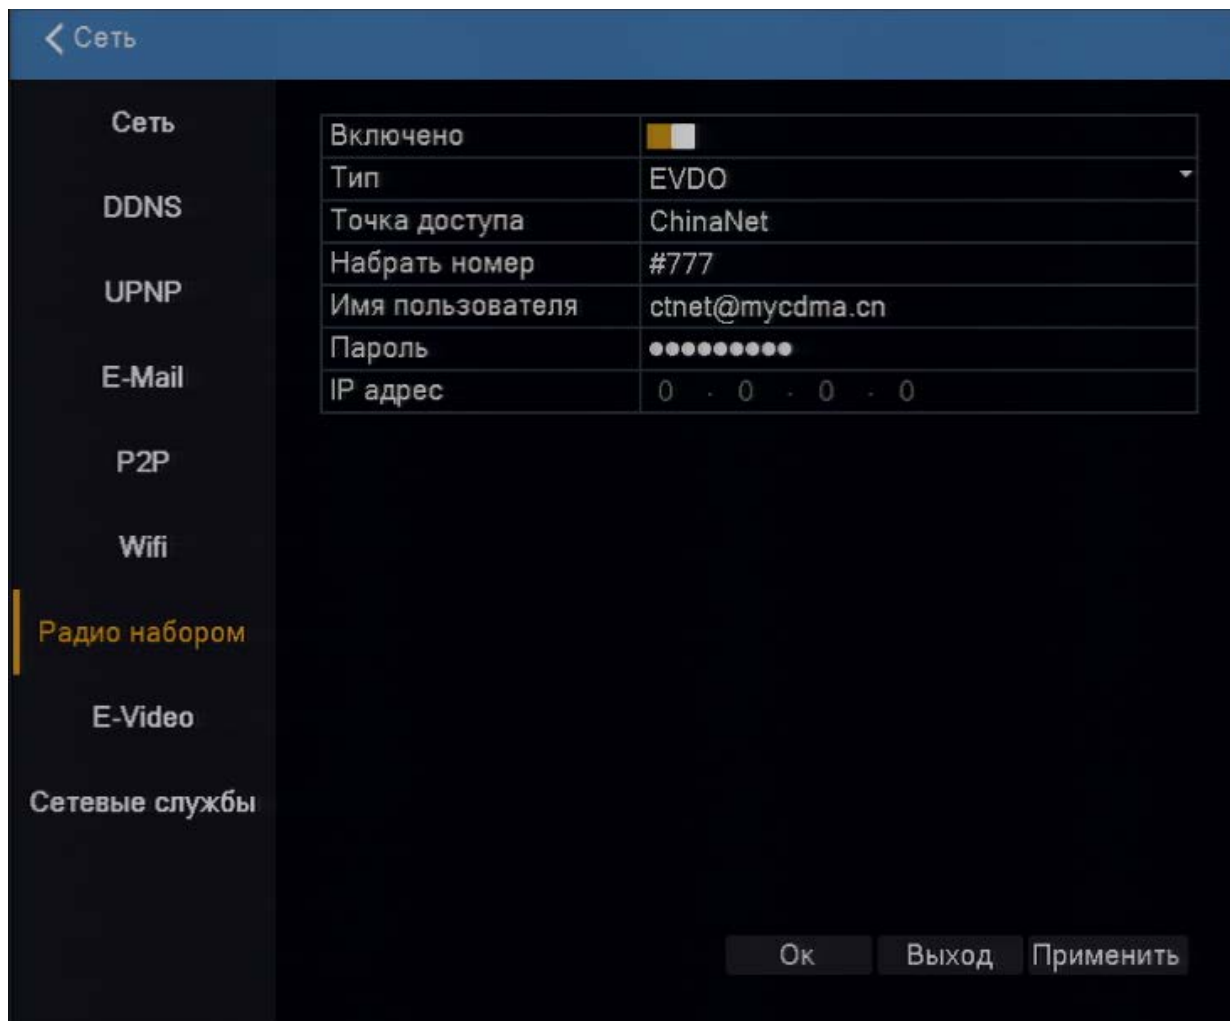 Сеть
Сеть
DDNS
UPNP
E-Mail
P2P
Wifi
Радио набором
E-Video
Сетевые службы
Включено
Тип EVDO
Точка доступа ChinaNet
Набрать номер #777
Имя пользователя ctnet@mycdma.cn
Пароль ●●●●●●●●●
IP адрес 0 . 0 . 0 . 0
Ок Выход Применить